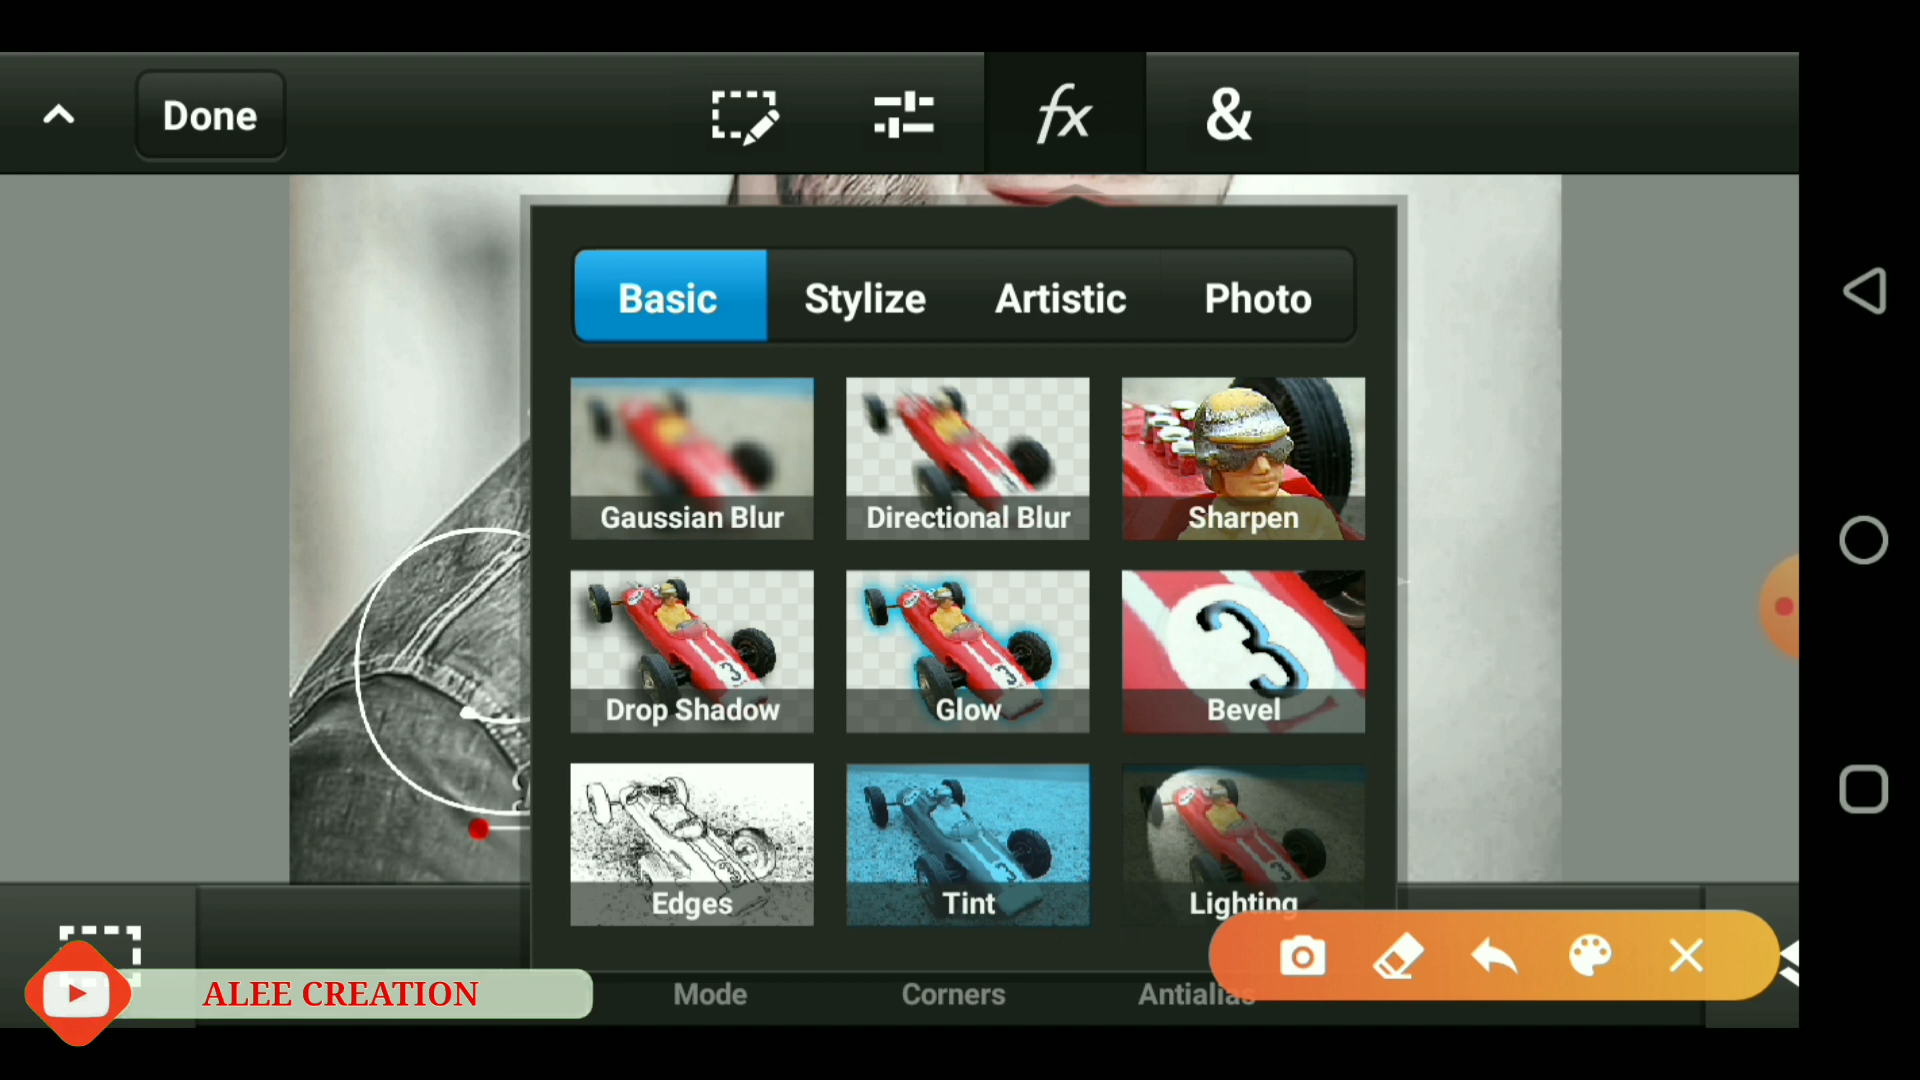 Done fx &
Basic Stylize Artistic Photo
Gaussian Blur Directional Blur Sharpen
Drop Shadow Glow Bevel
Edges Tint Lighting
ALEE CREATION Mode Corners Antialias